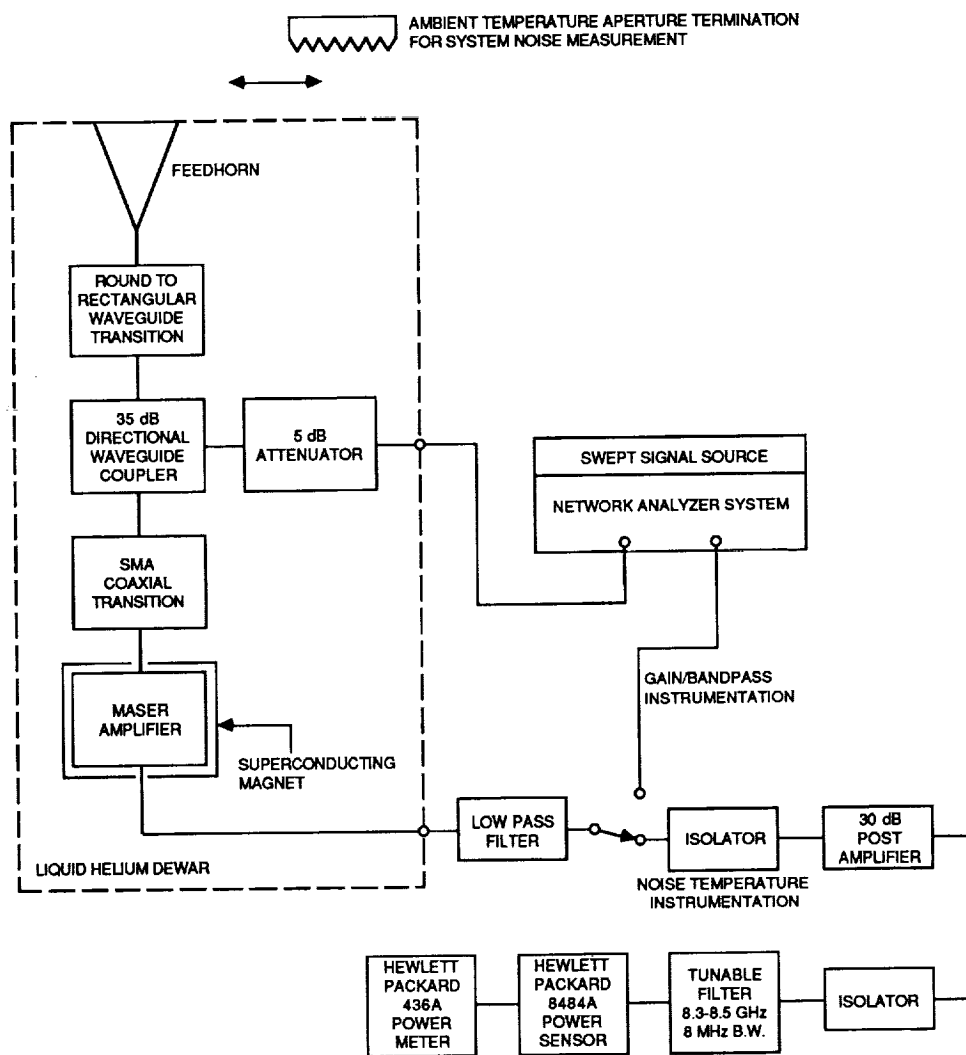 AMBIENT TEMPERATURE APERTURE TERMINATION
FOR SYSTEM NOISE MEASUREMENT
FEEDHORN
ROUND TO
RECTANGULAR
WAVEGUIDE
TRANSITION
35 dB
DIRECTIONAL
WAVEGUIDE
COUPLER
5 dB
ATTENUATOR
SWEPT SIGNAL SOURCE
NETWORK ANALYZER SYSTEM
SMA
COAXIAL
TRANSITION
GAIN/BANDPASS
INSTRUMENTATION
MASER
AMPLIFIER
SUPERCONDUCTING
MAGNET
LOW PASS
FILTER
ISOLATOR
30 dB
POST
AMPLIFIER
LIQUID HELIUM DEWAR
NOISE TEMPERATURE
INSTRUMENTATION
HEWLETT
PACKARD
436A
POWER
METER
HEWLETT
PACKARD
8484A
POWER
SENSOR
TUNABLE
FILTER
8.3-8.5 GHz
8 MHz B.W.
ISOLATOR